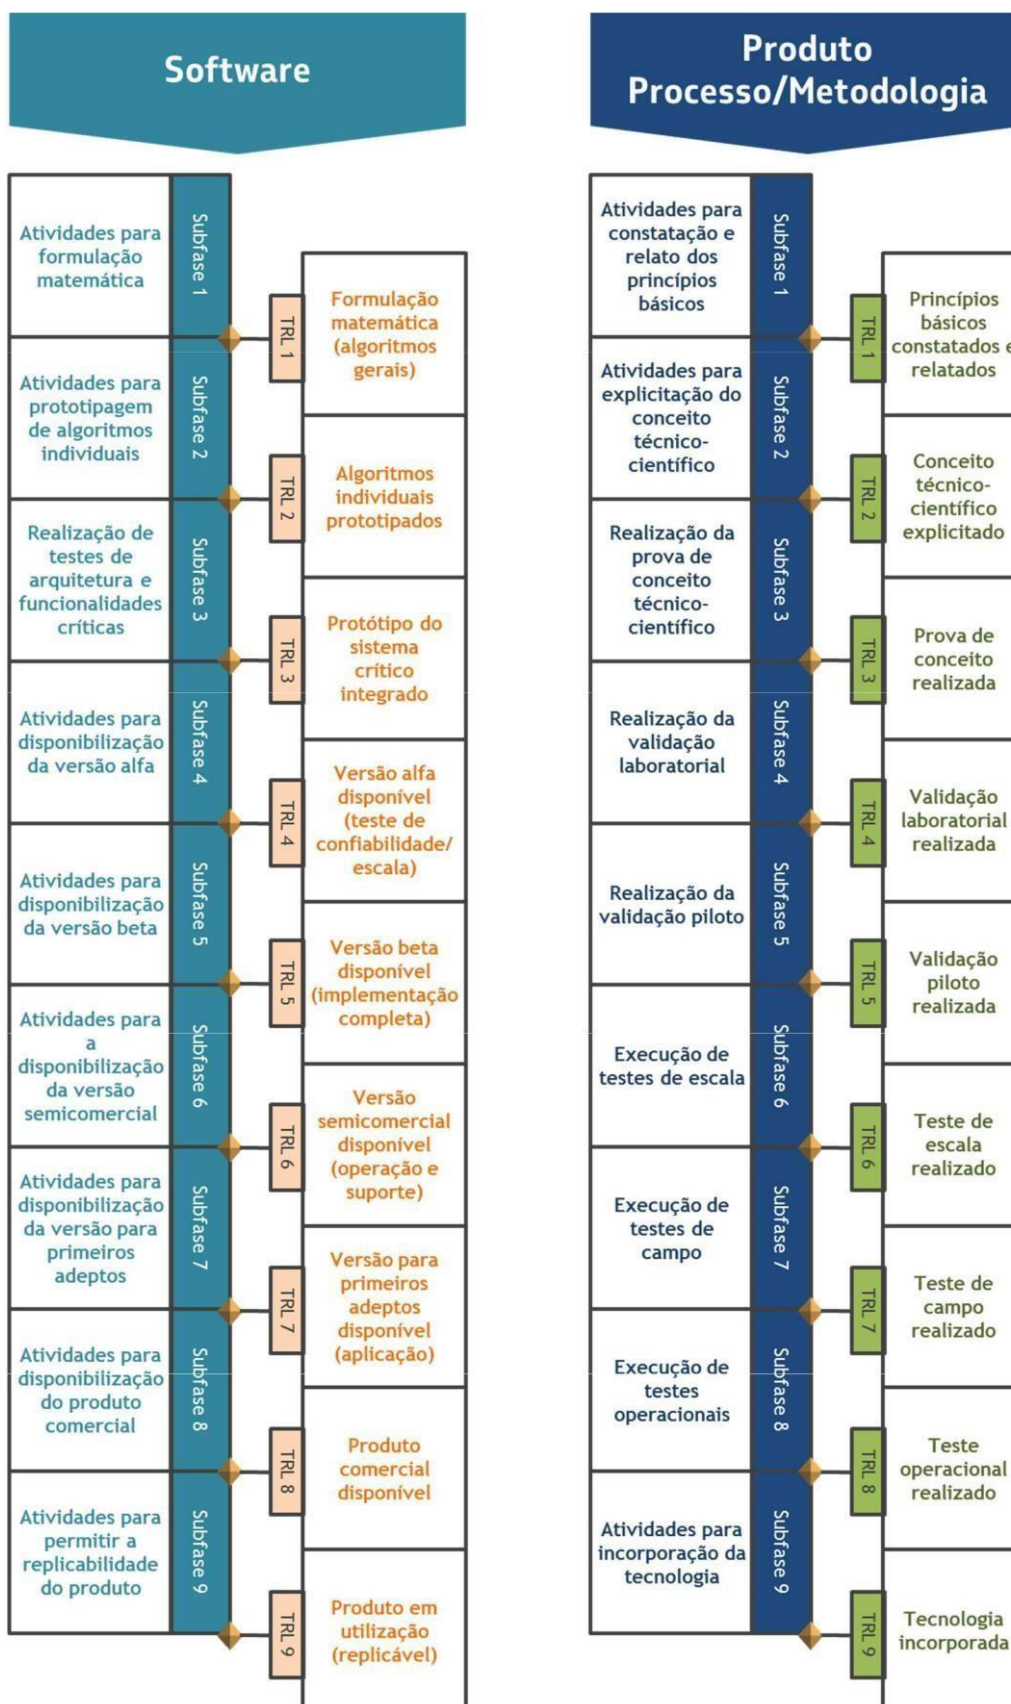 Software
Atividades para
formulação
matemática
Subfase 1
TRL 1
Formulação
matemática
(algoritmos
gerais)
Atividades para
prototipagem
de algoritmos
individuais
Subfase 2
TRL 2
Algoritmos
individuais
prototipados
Realização de
testes de
arquitetura e
funcionalidades
críticas
Subfase 3
TRL 3
Protótipo do
sistema
crítico
integrado
Atividades para
disponibilização
da versão alfa
Subfase 4
TRL 4
Versão alfa
disponível
(teste de
confiabilidade/
escala)
Atividades para
disponibilização
da versão beta
Subfase 5
TRL 5
Versão beta
disponível
(implementação
completa)
Atividades para
a
disponibilização
da versão
semicomercial
Subfase 6
TRL 6
Versão
semicomercial
disponível
(operação e
suporte)
Atividades para
disponibilização
da versão para
primeiros
adeptos
Subfase 7
TRL 7
Versão para
primeiros
adeptos
disponível
(aplicação)
Atividades para
disponibilização
do produto
comercial
Subfase 8
TRL 8
Produto
comercial
disponível
Atividades para
permitir a
replicabilidade
do produto
Subfase 9
TRL 9
Produto em
utilização
(replicável)
Produto
Processo/Metodologia
Atividades para
constatação e
relato dos
princípios
básicos
Subfase 1
TRL 1
Princípios
básicos
constatados e
relatados
Atividades para
explicitação do
conceito
técnico-
científico
Subfase 2
TRL 2
Conceito
técnico-
científico
explicitado
Realização da
prova de
conceito
técnico-
científico
Subfase 3
TRL 3
Prova de
conceito
realizada
Realização da
validação
laboratorial
Subfase 4
TRL 4
Validação
laboratorial
realizada
Realização da
validação piloto
Subfase 5
TRL 5
Validação
piloto
realizada
Execução de
testes de escala
Subfase 6
TRL 6
Teste de
escala
realizado
Execução de
testes de
campo
Subfase 7
TRL 7
Teste de
campo
realizado
Execução de
testes
operacionais
Subfase 8
TRL 8
Teste
operacional
realizado
Atividades para
incorporação da
tecnologia
Subfase 9
TRL 9
Tecnologia
incorporada